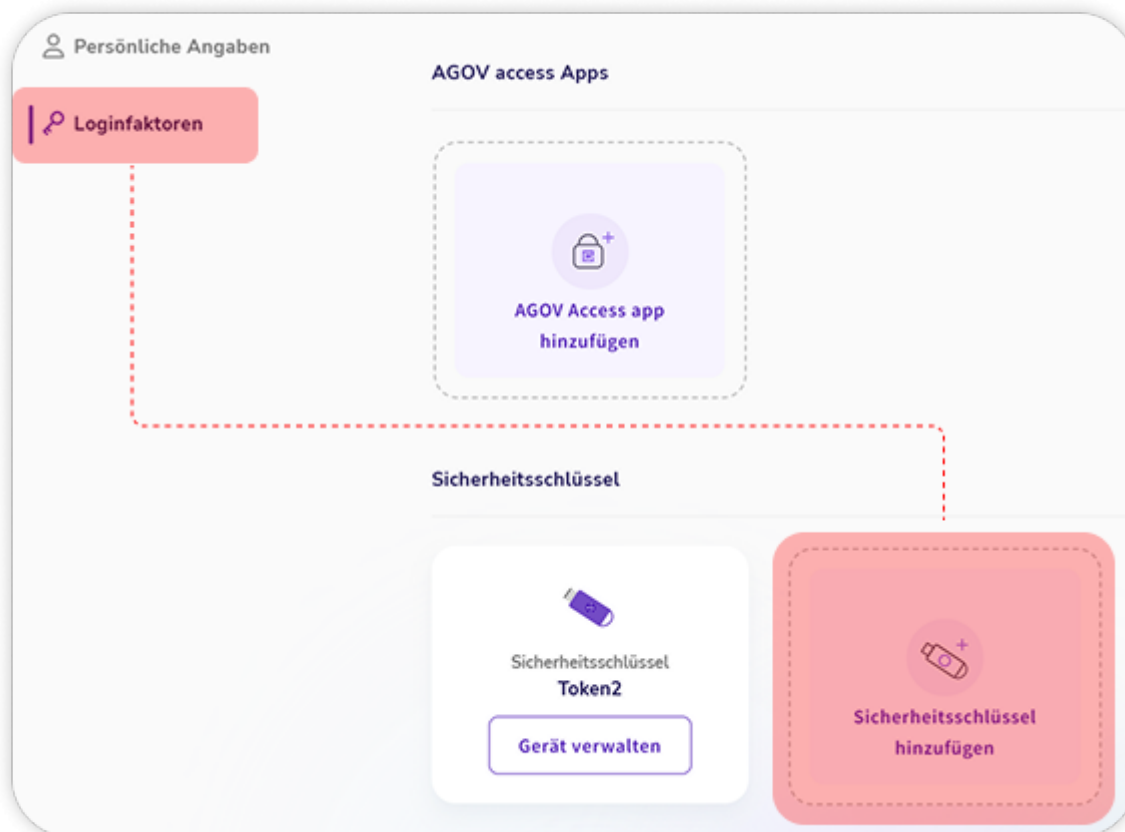 Persönliche Angaben
Loginfaktoren
AGOV access Apps
AGOV Access app
hinzufügen
Sicherheitsschlüssel
Sicherheitsschlüssel
Token2
Gerät verwalten
Sicherheitsschlüssel
hinzufügen